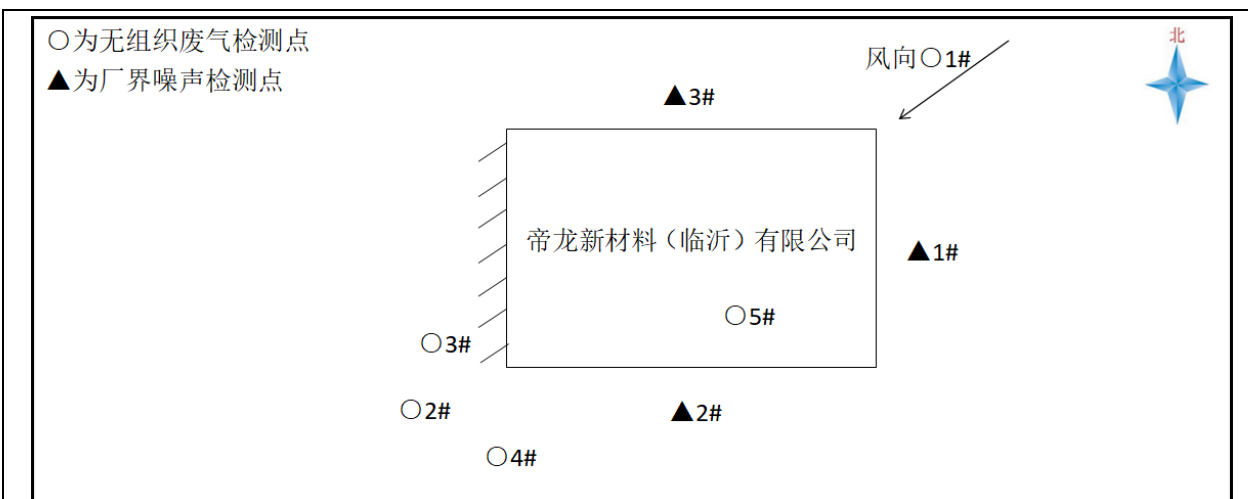 ○为无组织废气检测点
▲为厂界噪声检测点
北
风向○1#
▲3#
帝龙新材料（临沂）有限公司
▲1#
○5#
○3#
○2#
▲2#
○4#